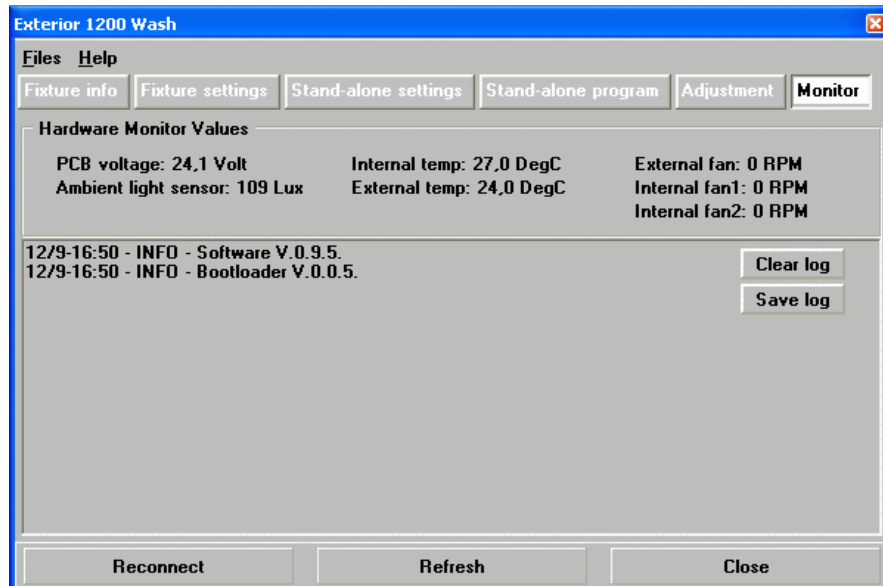 Exterior 1200 Wash
Files Help
Fixture info Fixture settings Stand-alone settings Stand-alone program Adjustment Monitor
Hardware Monitor Values
PCB voltage: 24,1 Volt Internal temp: 27,0 DegC External fan: 0 RPM
Ambient light sensor: 109 Lux External temp: 24,0 DegC Internal fan1: 0 RPM
Internal fan2: 0 RPM
12/9-16:50 - INFO - Software V.0.9.5.
12/9-16:50 - INFO - Bootloader V.0.0.5.
Clear log
Save log
Reconnect Refresh Close